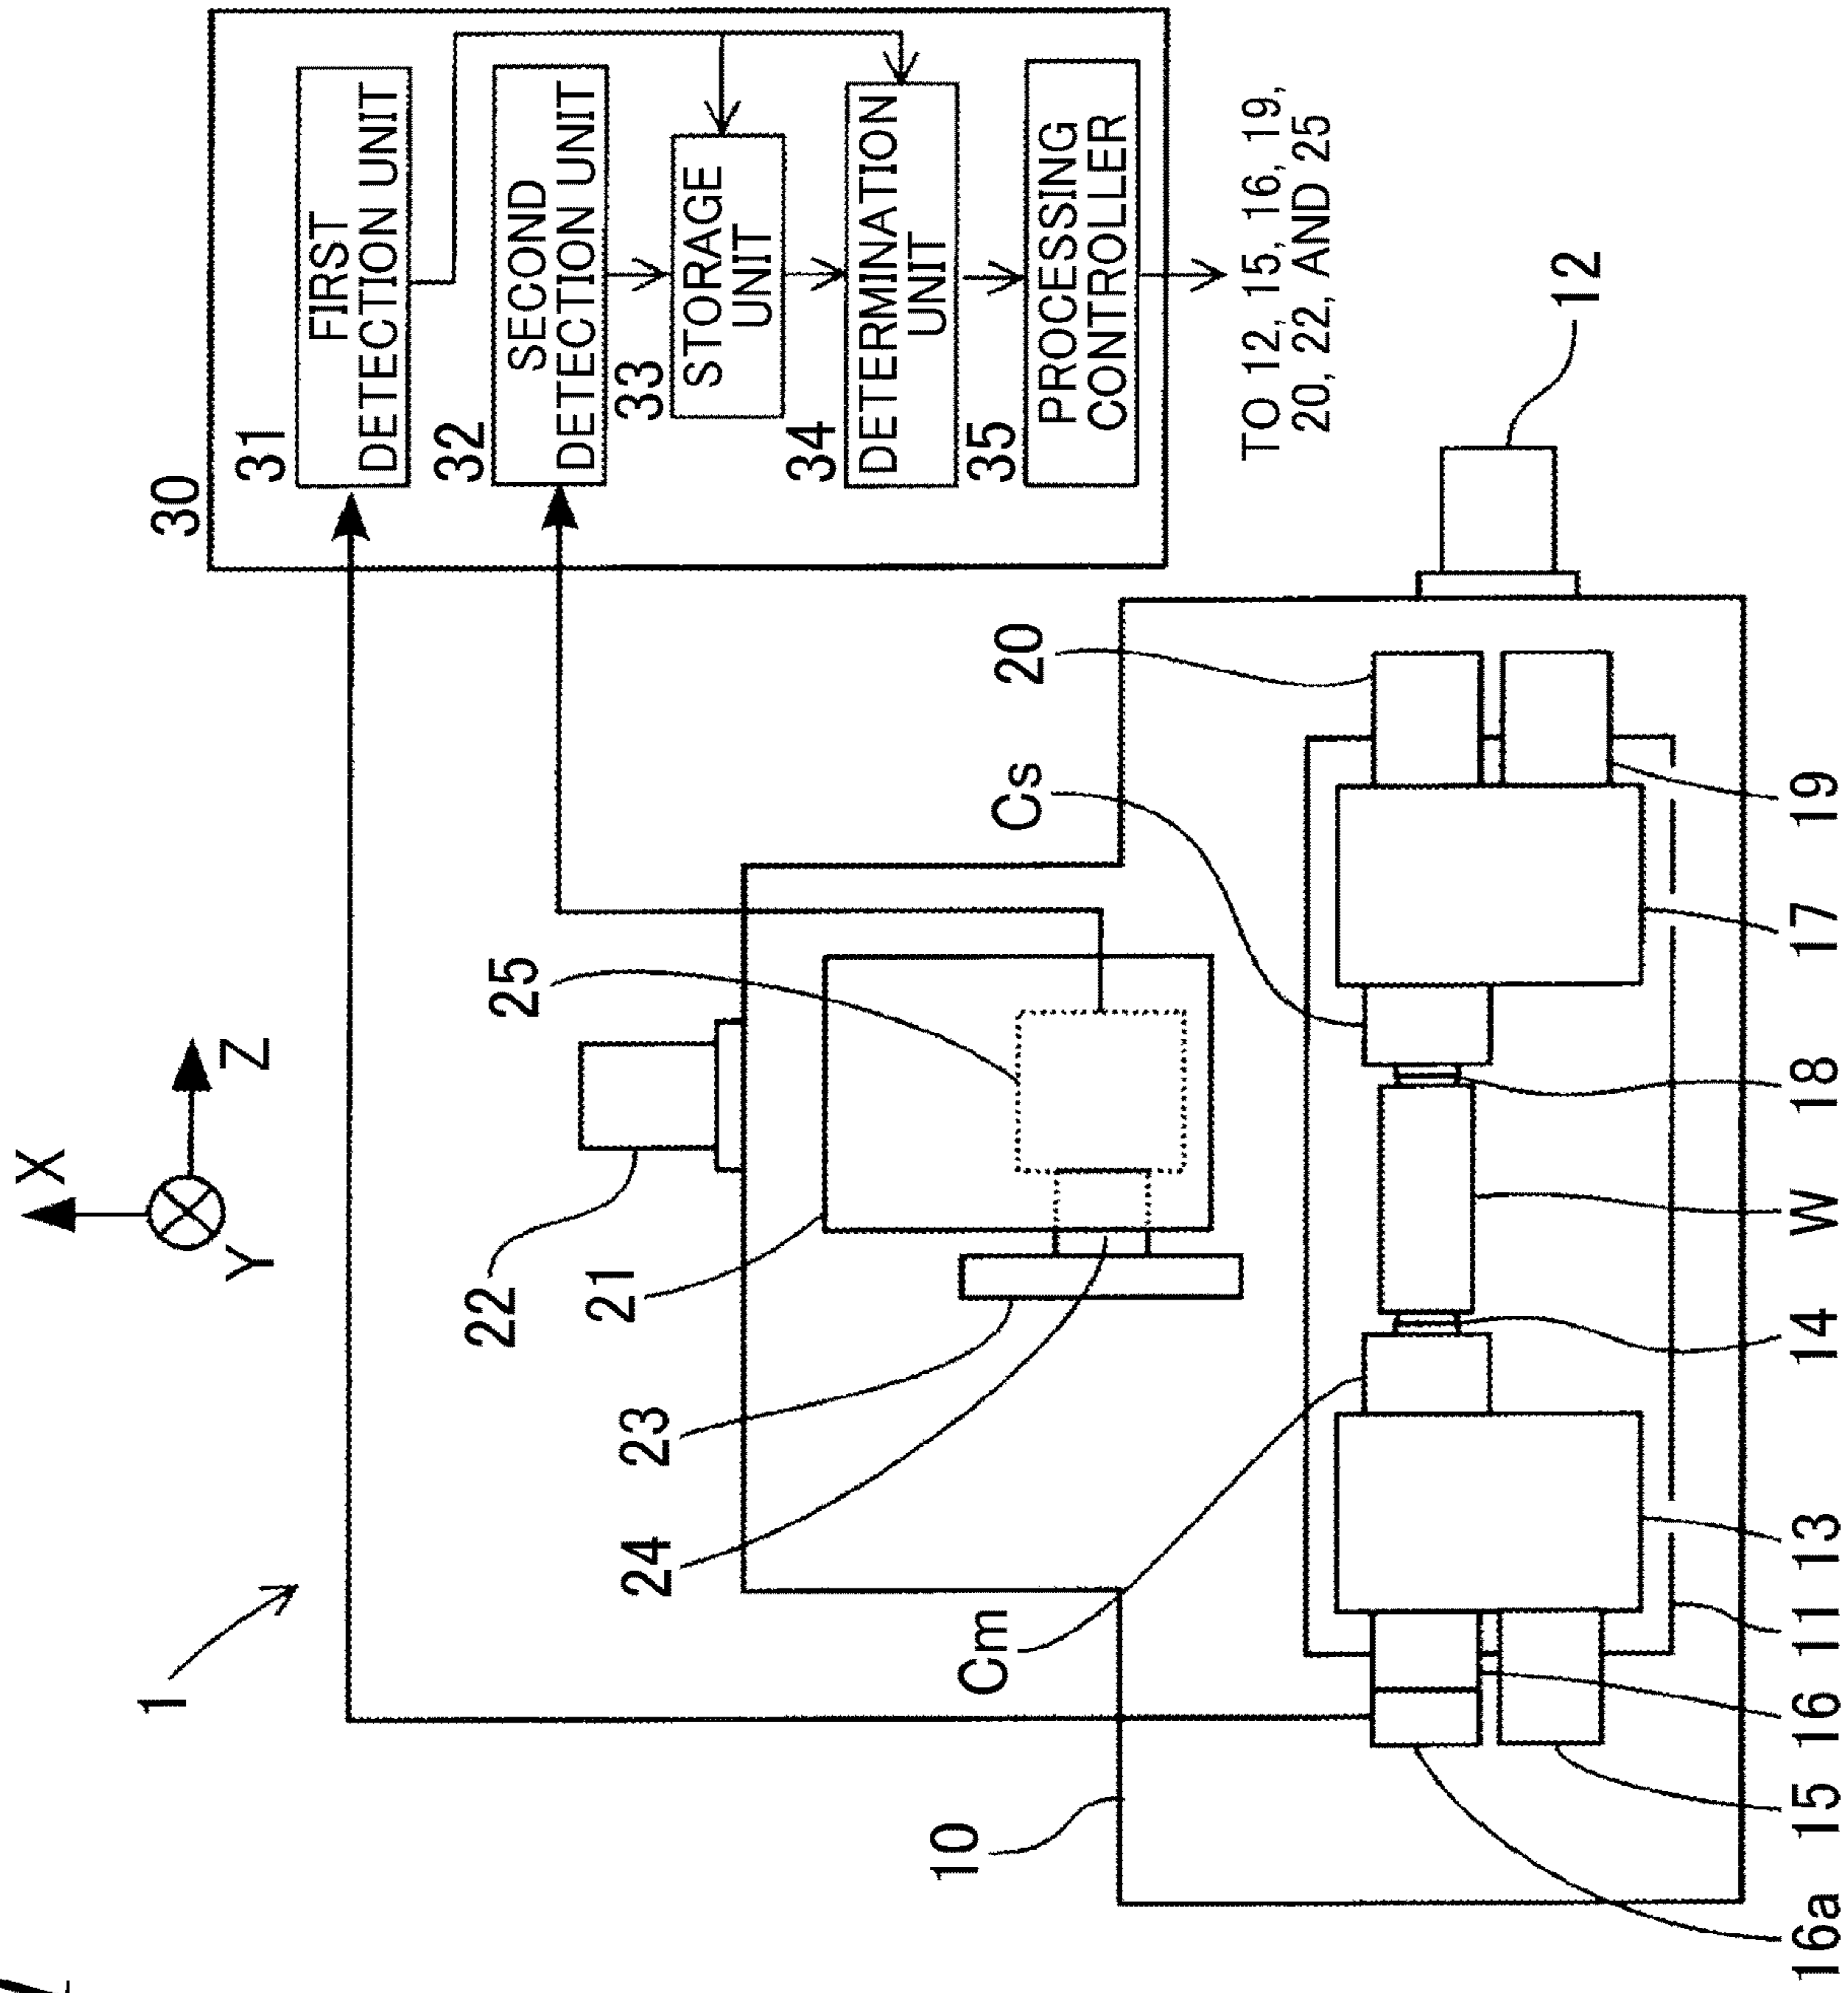 X
Z
Y
1
30
31
FIRST
DETECTION UNIT
32
SECOND
DETECTION UNIT
33
STORAGE
UNIT
34
DETERMINATION
UNIT
35
PROCESSING
CONTROLLER
TO 12, 15, 16, 19,
20, 22, AND 25
22
21
25
23
24
Cm
Cs
20
12
10
16a
15
16
11
13
14
W
18
17
19